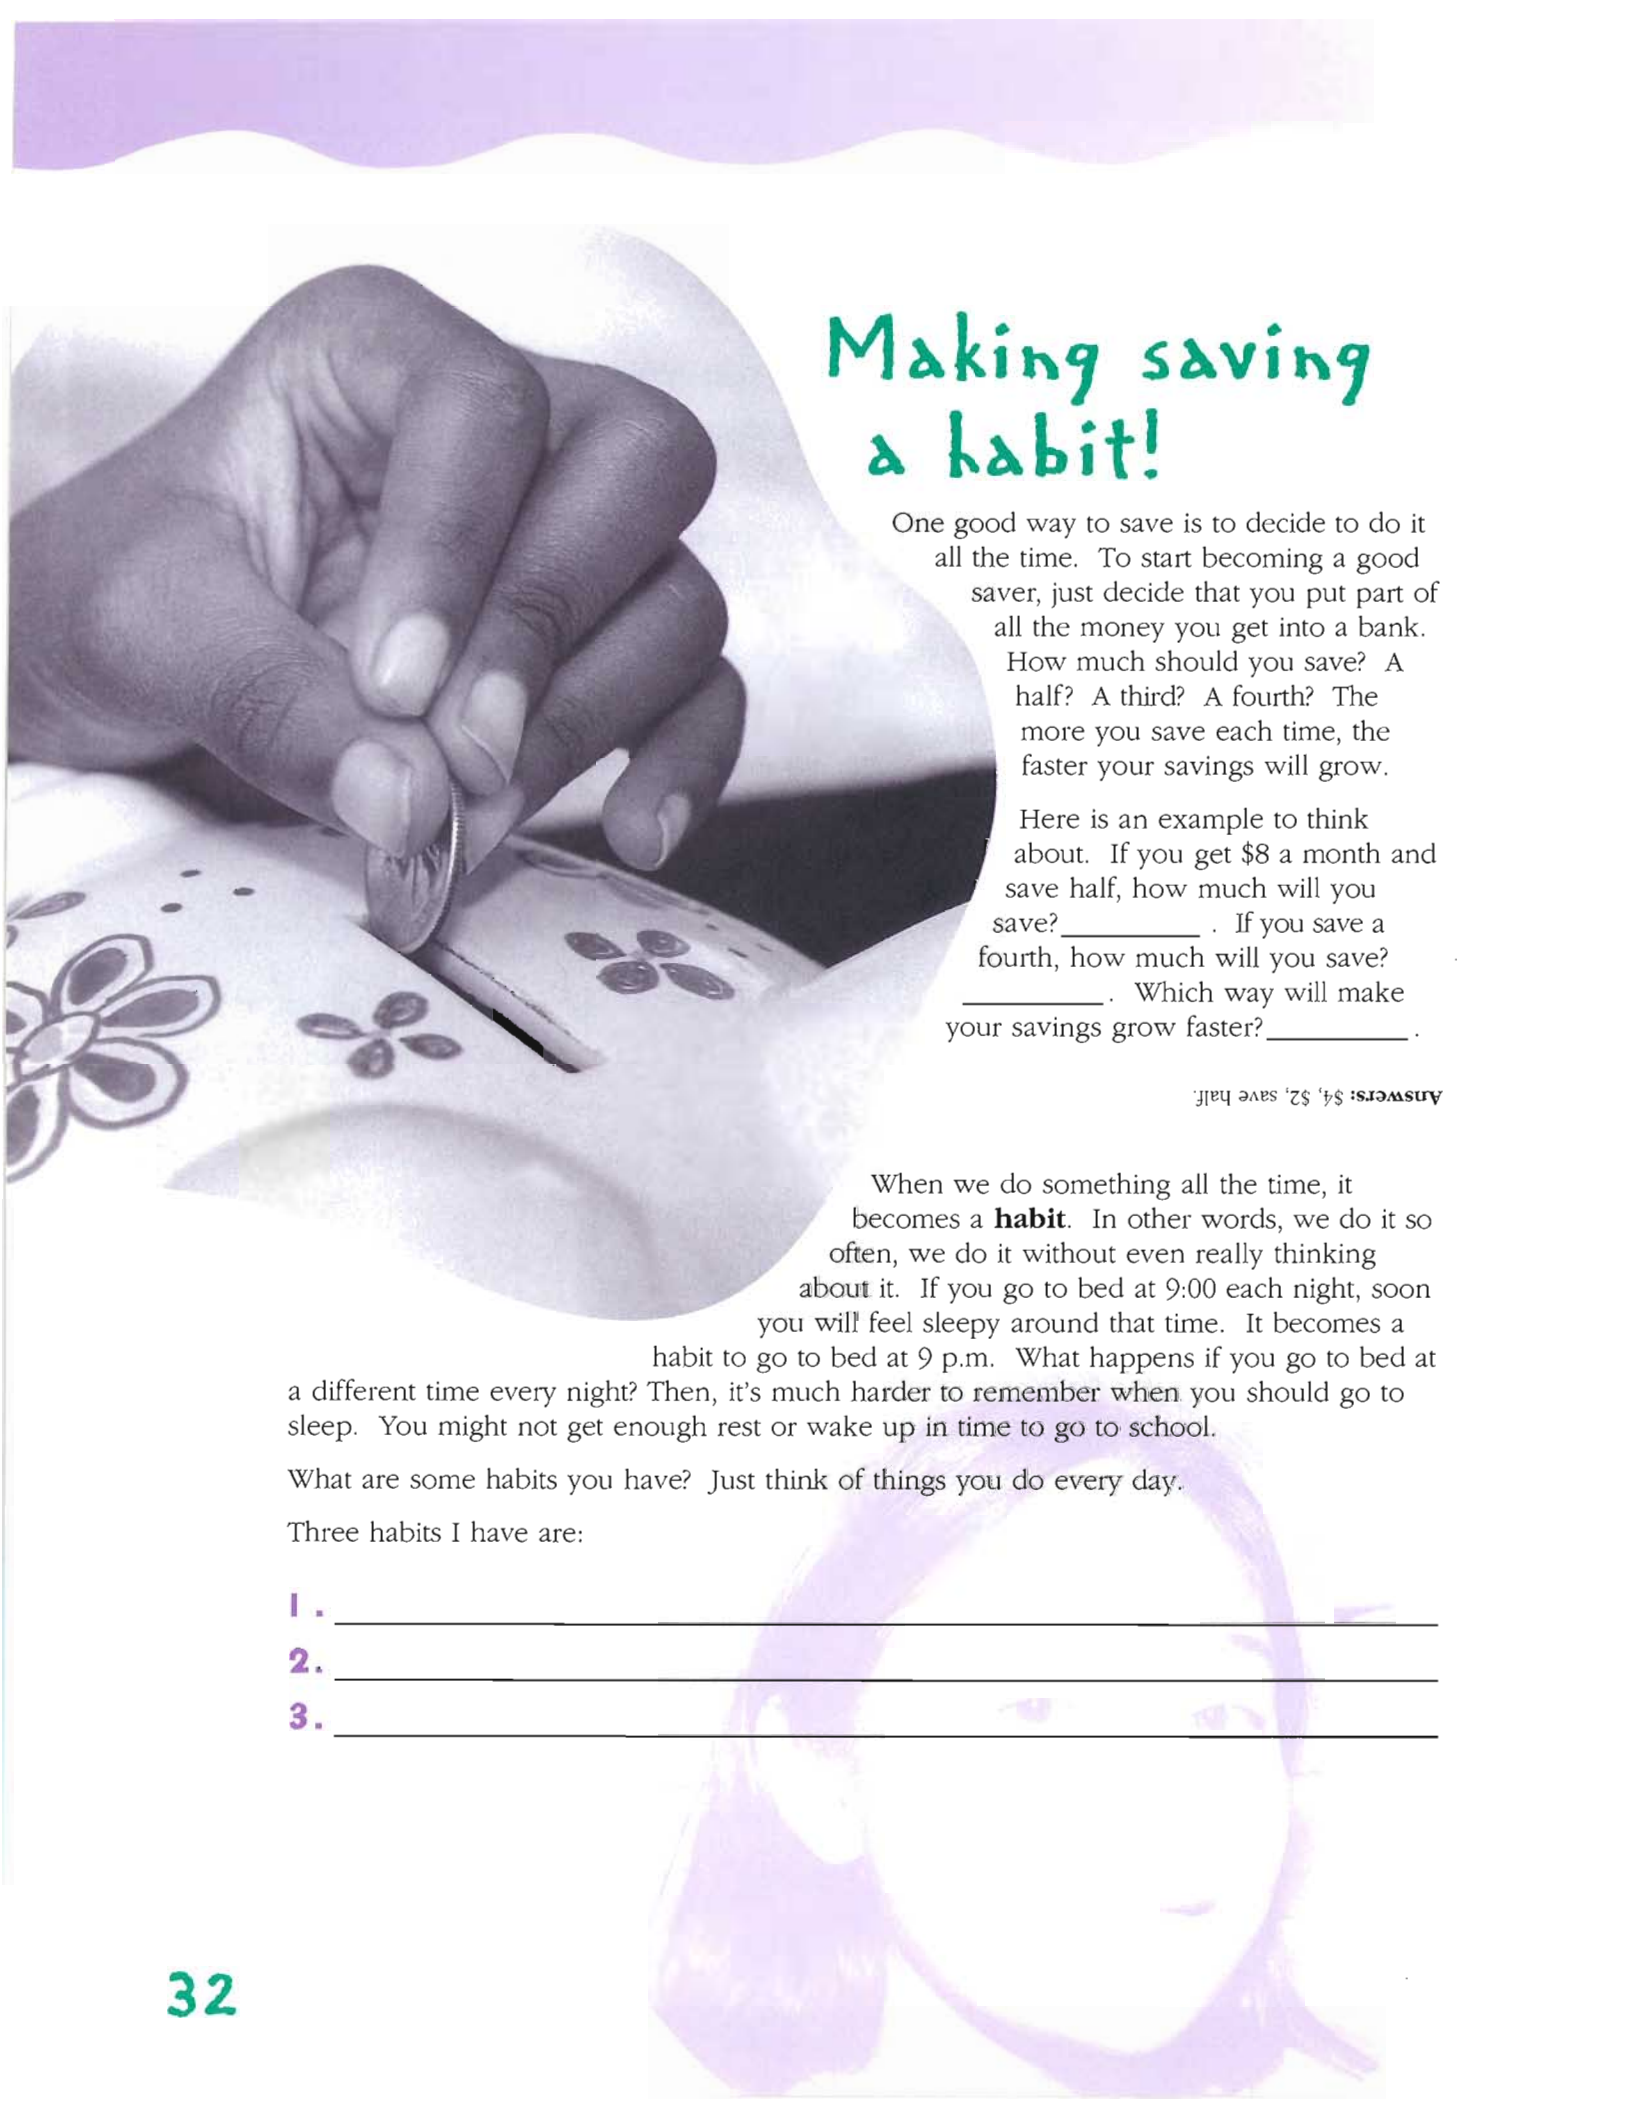 Making saving
a habit!
One good way to save is to decide to do it
all the time. To start becoming a good
saver, just decide that you put part of
all the money you get into a bank.
How much should you save? A
half? A third? A fourth? The
more you save each time, the
faster your savings will grow.
Here is an example to think
about. If you get $8 a month and
save half, how much will you
save?__________ . If you save a
fourth, how much will you save?
__________. Which way will make
your savings grow faster?__________ .
Answers: $4, $2, save half.
When we do something all the time, it
becomes a habit. In other words, we do it so
often, we do it without even really thinking
about it. If you go to bed at 9:00 each night, soon
you will feel sleepy around that time. It becomes a
habit to go to bed at 9 p.m. What happens if you go to bed at
a different time every night? Then, it's much harder to remember when you should go to
sleep. You might not get enough rest or wake up in time to go to school.
What are some habits you have? Just think of things you do every day.
Three habits I have are:
1.
2.
3.
32